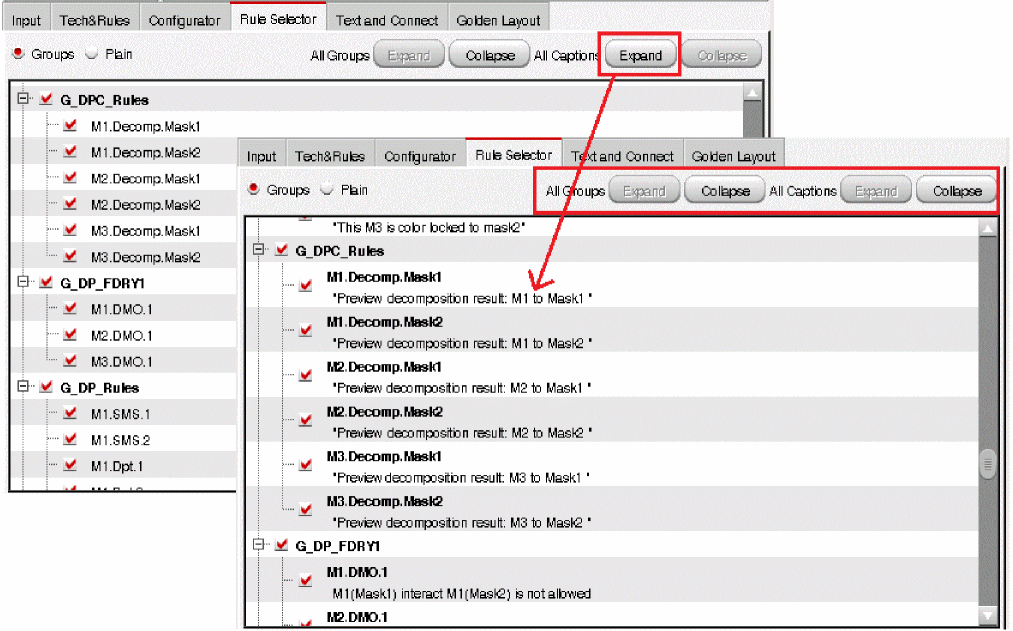 Input Tech&Rules Configurator Rule Selector Text and Connect Golden Layout
Groups Plain All Groups Expand Collapse All Captions Expand Collapse
G_DPC_Rules
M1.Decomp.Mask1
M1.Decomp.Mask2
M2.Decomp.Mask1
M2.Decomp.Mask2
M3.Decomp.Mask1
M3.Decomp.Mask2
G_DP_FDRY1
M1.DMO.1
M2.DMO.1
M3.DMO.1
G_DP_Rules
M1.SMS.1
M1.SMS.2
M1.Dpt.1
Input Tech&Rules Configurator Rule Selector Text and Connect Golden Layout
Groups Plain All Groups Expand Collapse All Captions Expand Collapse
"This M3 is color locked to mask2"
G_DPC_Rules
M1.Decomp.Mask1
"Preview decomposition result: M1 to Mask1 "
M1.Decomp.Mask2
"Preview decomposition result: M1 to Mask2 "
M2.Decomp.Mask1
"Preview decomposition result: M2 to Mask1 "
M2.Decomp.Mask2
"Preview decomposition result: M2 to Mask2 "
M3.Decomp.Mask1
"Preview decomposition result: M3 to Mask1 "
M3.Decomp.Mask2
"Preview decomposition result: M3 to Mask2 "
G_DP_FDRY1
M1.DMO.1
M1(Mask1) interact M1(Mask2) is not allowed
M2.DMO.1